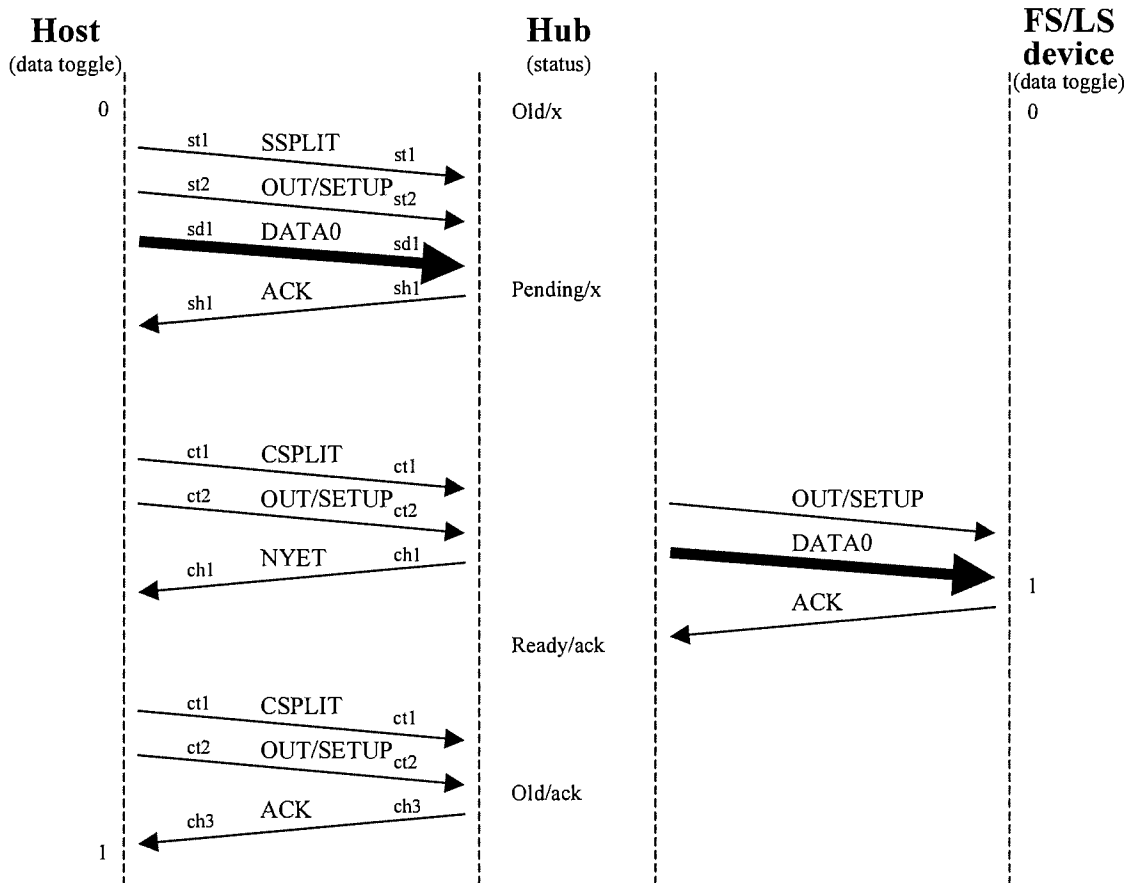 Host
(data toggle)
Hub
(status)
FS/LS
device
(data toggle)
0
Old/x
0
st1 SSPLIT st1
st2 OUT/SETUP st2
sd1 DATA0 sd1
sh1 ACK sh1
Pending/x
ct1 CSPLIT ct1
ct2 OUT/SETUP ct2
OUT/SETUP
ch1 NYET ch1
DATA0
1
ACK
Ready/ack
ct1 CSPLIT ct1
ct2 OUT/SETUP ct2
Old/ack
ch3 ACK ch3
1